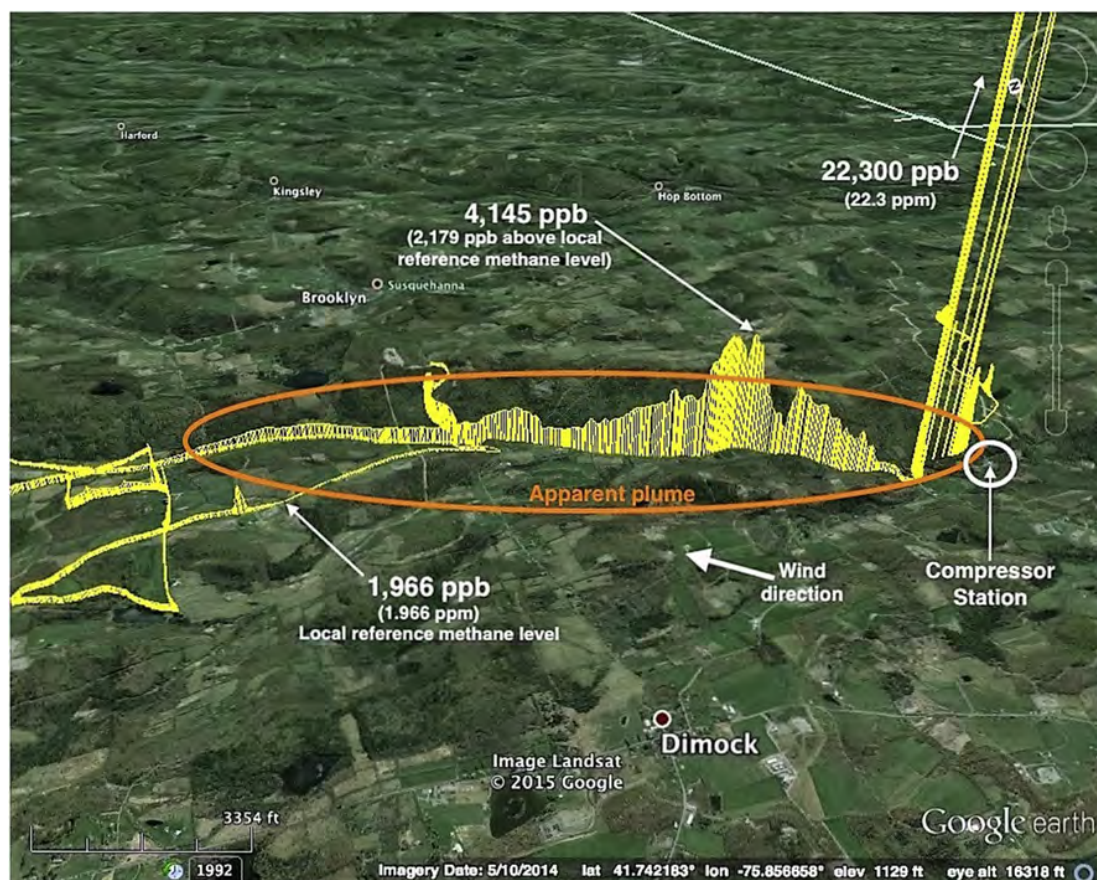 Harford
Kingsley
Hop Bottom
22,300 ppb
(22.3 ppm)
4,145 ppb
(2,179 ppb above local
reference methane level)
Susquehanna
Brooklyn
Apparent plume
1,966 ppb
(1.966 ppm)
Local reference methane level
Wind
direction
Compressor
Station
Dimock
Image Landsat
© 2015 Google
3354 ft
Google earth
1992
Imagery Date: 5/10/2014 lat 41.742183° lon -75.856658° elev 1129 ft eye alt 16318 ft